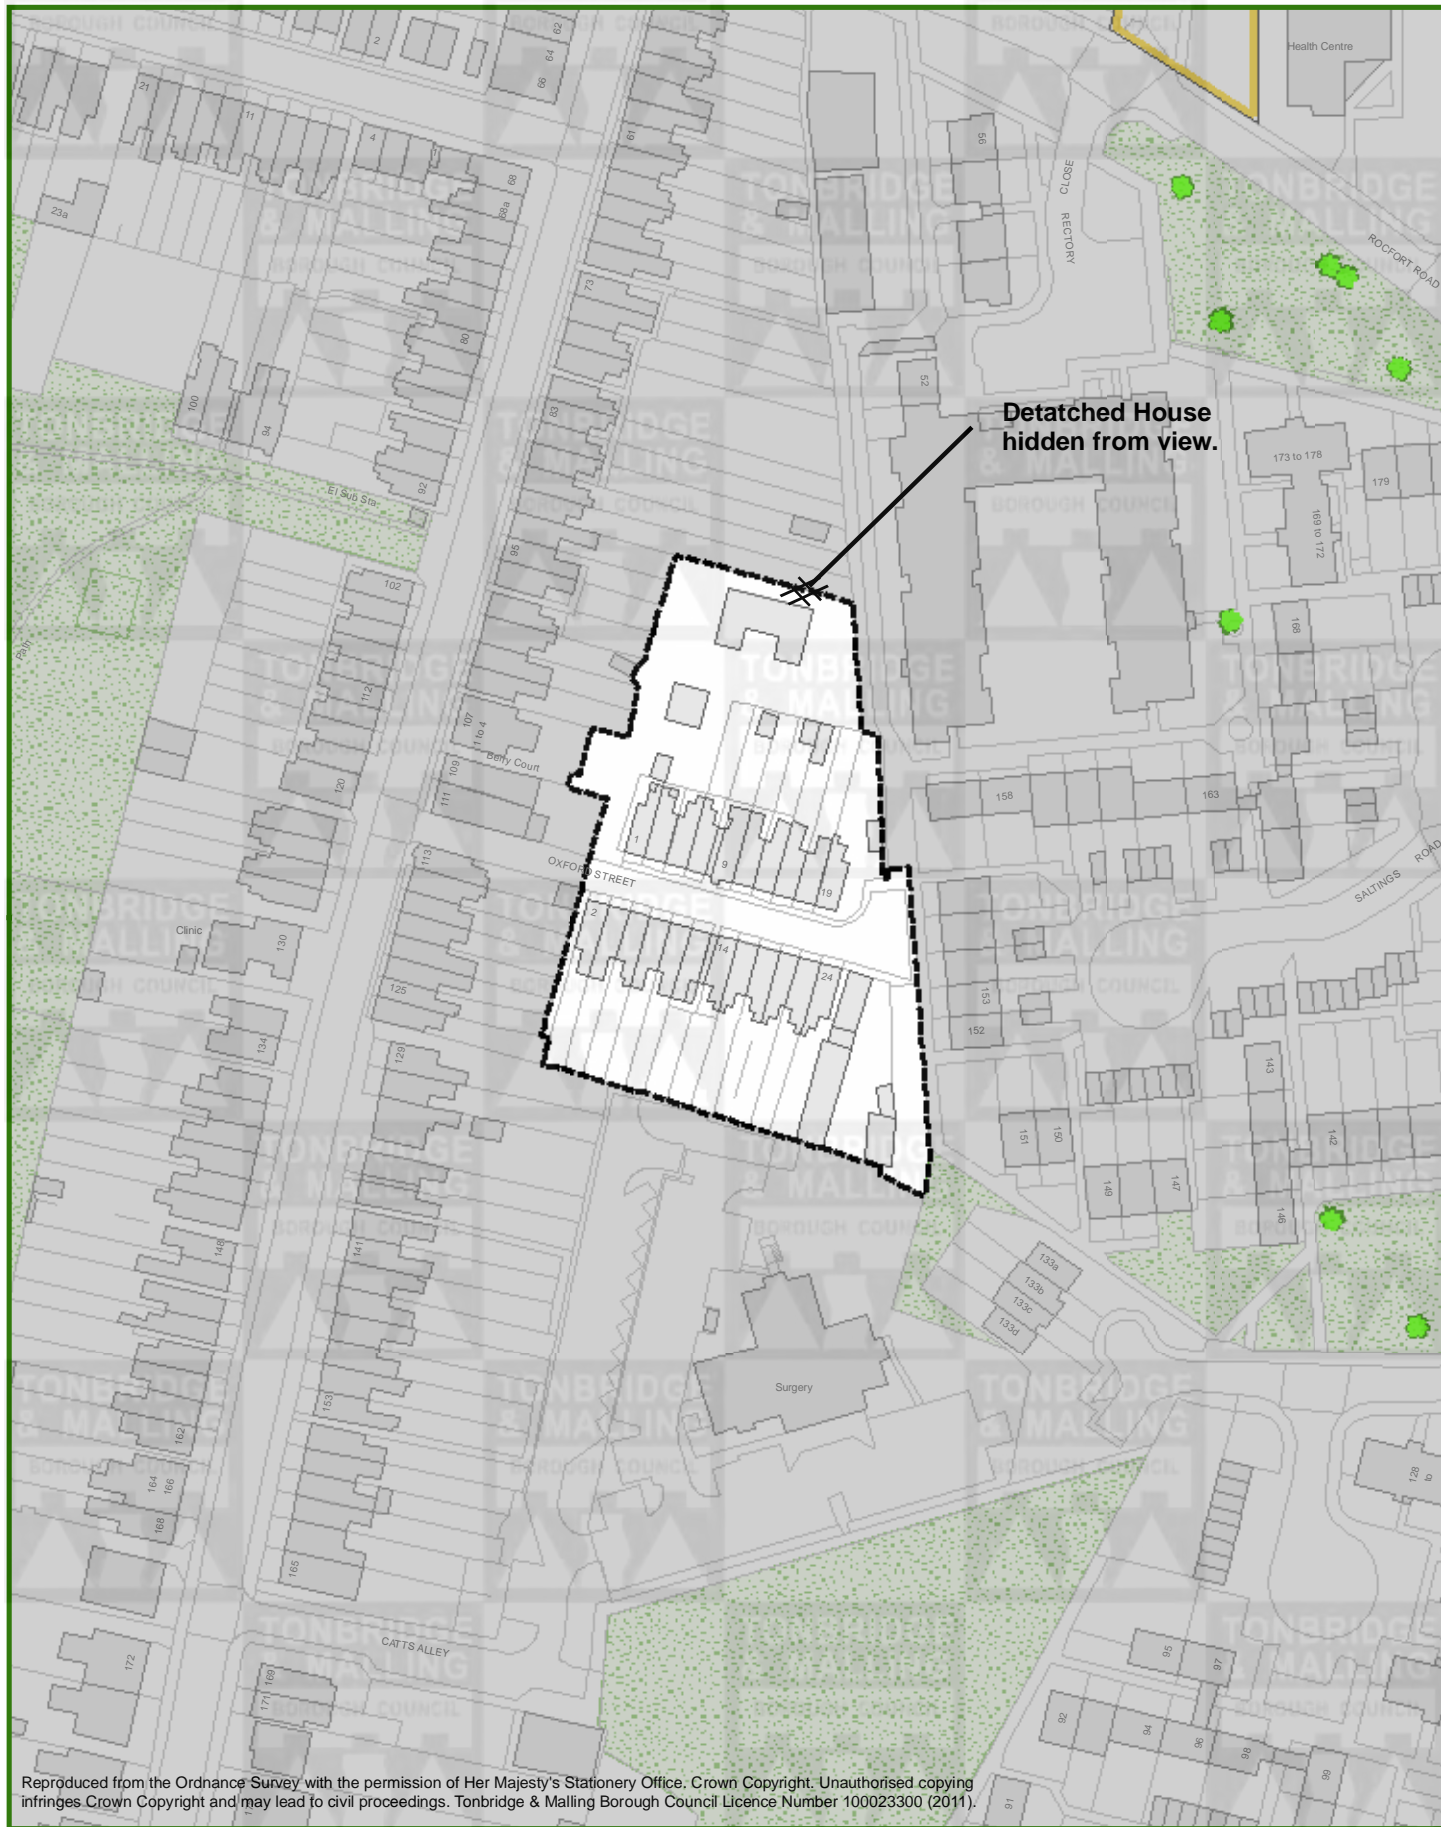 Health Centre
62
64
66
2
21
11
4
68
68a
61
56
CLOSE
RECTORY
ROCFORT ROAD
23a
73
80
52
83
100
94
92
El Sub Sta
Detatched House
hidden from view.
173 to 178
179
169 to 172
95
102
168
Path
112
107
1 to 4
Berry Court
109
111
120
158
163
113
OXFORD STREET
1
9
19
SALTINGS
ROAD
2
14
24
Clinic
130
125
153
152
134
129
143
151
150
142
149
147
146
148
141
133a
133b
133c
133d
Surgery
153
162
164
166
168
165
128
to
CATTS ALLEY
172
169
171
95
97
92
94
96
98
99
91
TONBRIDGE
& MALLING
BOROUGH COUNCIL
Reproduced from the Ordnance Survey with the permission of Her Majesty's Stationery Office. Crown Copyright. Unauthorised copying
infringes Crown Copyright and may lead to civil proceedings. Tonbridge & Malling Borough Council Licence Number 100023300 (2011).